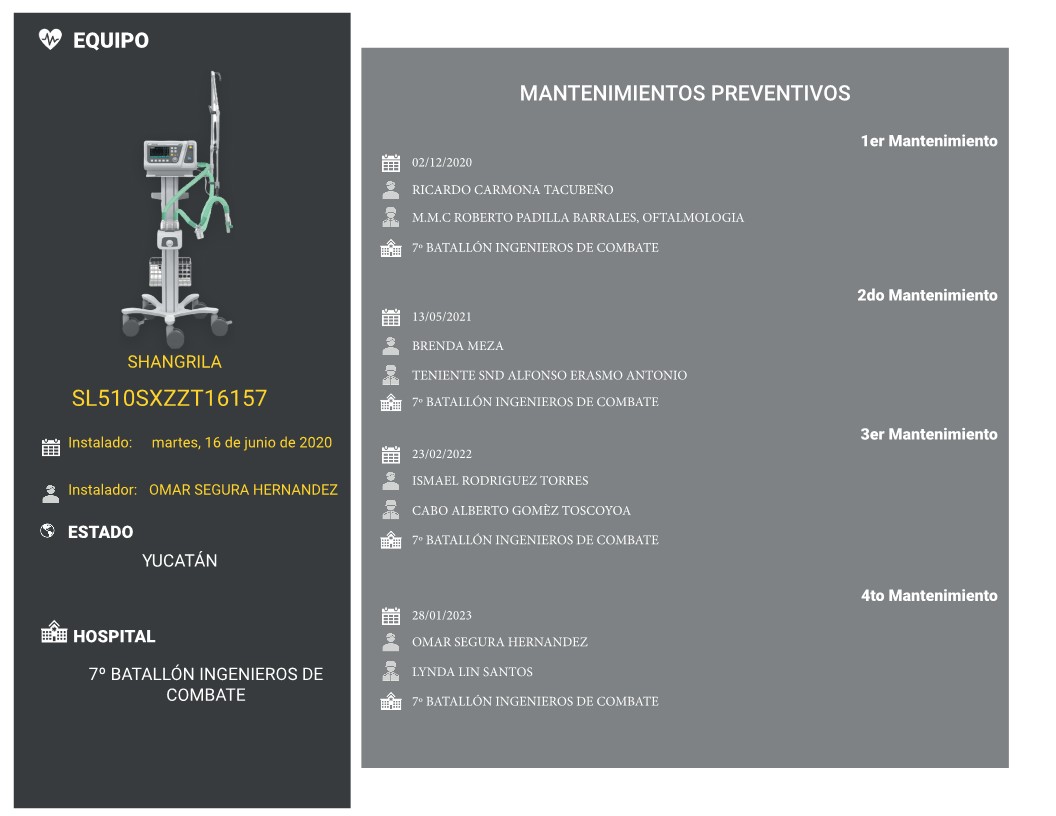 EQUIPO
SHANGRILA
SL510SXZZT16157
Instalado: martes, 16 de junio de 2020
Instalador: OMAR SEGURA HERNANDEZ
ESTADO
YUCATÁN
HOSPITAL
7º BATALLÓN INGENIEROS DE
COMBATE
MANTENIMIENTOS PREVENTIVOS
1er Mantenimiento
02/12/2020
RICARDO CARMONA TACUBEÑO
M.M.C ROBERTO PADILLA BARRALES, OFTALMOLOGIA
7º BATALLÓN INGENIEROS DE COMBATE
2do Mantenimiento
13/05/2021
BRENDA MEZA
TENIENTE SND ALFONSO ERASMO ANTONIO
7º BATALLÓN INGENIEROS DE COMBATE
3er Mantenimiento
23/02/2022
ISMAEL RODRIGUEZ TORRES
CABO ALBERTO GOMÈZ TOSCOYOA
7º BATALLÓN INGENIEROS DE COMBATE
4to Mantenimiento
28/01/2023
OMAR SEGURA HERNANDEZ
LYNDA LIN SANTOS
7º BATALLÓN INGENIEROS DE COMBATE